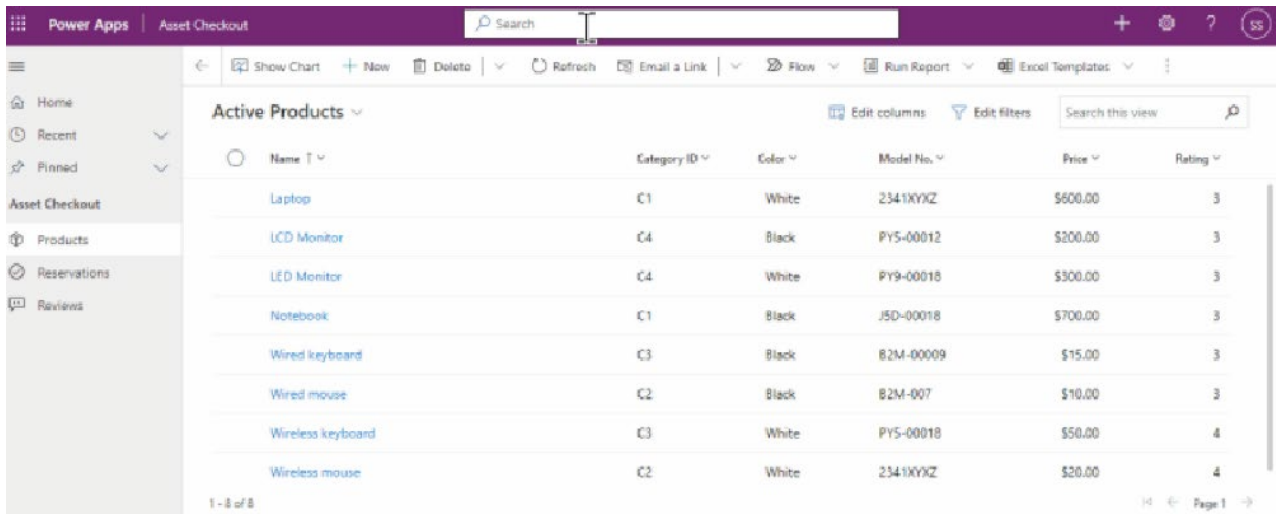 Power Apps Asset Checkout Search ? SS
Show Chart New Delete Refresh Email a Link Flow Run Report Excel Templates
Home
Recent
Pinned
Asset Checkout
Products
Reservations
Reviews
Active Products Edit columns Edit filters Search this view
Name Category ID Color Model No. Price Rating
Laptop C1 White 2341XYXZ $600.00 3
LCD Monitor C4 Black PY5-00012 $200.00 3
LED Monitor C4 White PY9-00018 $300.00 3
Notebook C1 Black J5D-00018 $700.00 3
Wired keyboard C3 Black B2M-00009 $15.00 3
Wired mouse C2 Black B2M-007 $10.00 3
Wireless keyboard C3 White PY5-00018 $50.00 4
Wireless mouse C2 White 2341XYXZ $20.00 4
1 - 8 of 8 Page 1